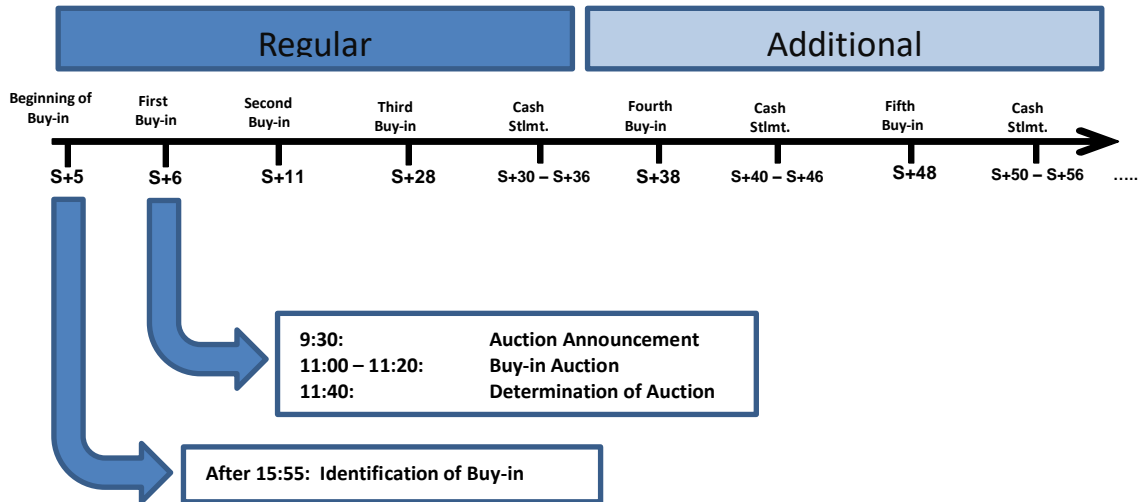 Regular
Additional
Beginning of
Buy-in
First
Buy-in
Second
Buy-in
Third
Buy-in
Cash
Stlmt.
Fourth
Buy-in
Cash
Stlmt.
Fifth
Buy-in
Cash
Stlmt.
S+5
S+6
S+11
S+28
S+30 – S+36
S+38
S+40 – S+46
S+48
S+50 – S+56
.....
9:30: Auction Announcement
11:00 – 11:20: Buy-in Auction
11:40: Determination of Auction
After 15:55: Identification of Buy-in